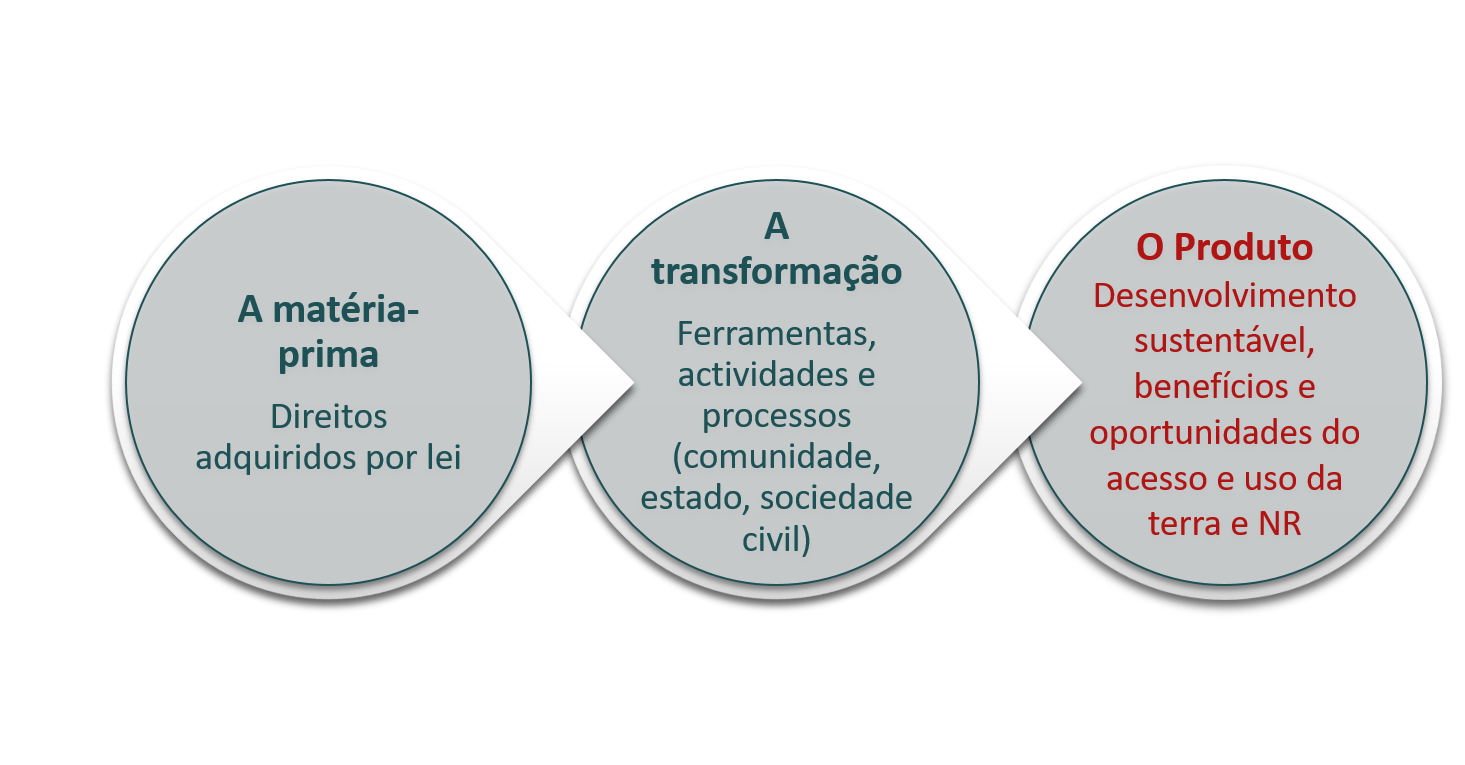 A matéria-
prima
Direitos
adquiridos por lei
A
transformação
Ferramentas,
actividades e
processos
(comunidade,
estado, sociedade
civil)
O Produto
Desenvolvimento
sustentável,
benefícios e
oportunidades do
acesso e uso da
terra e NR